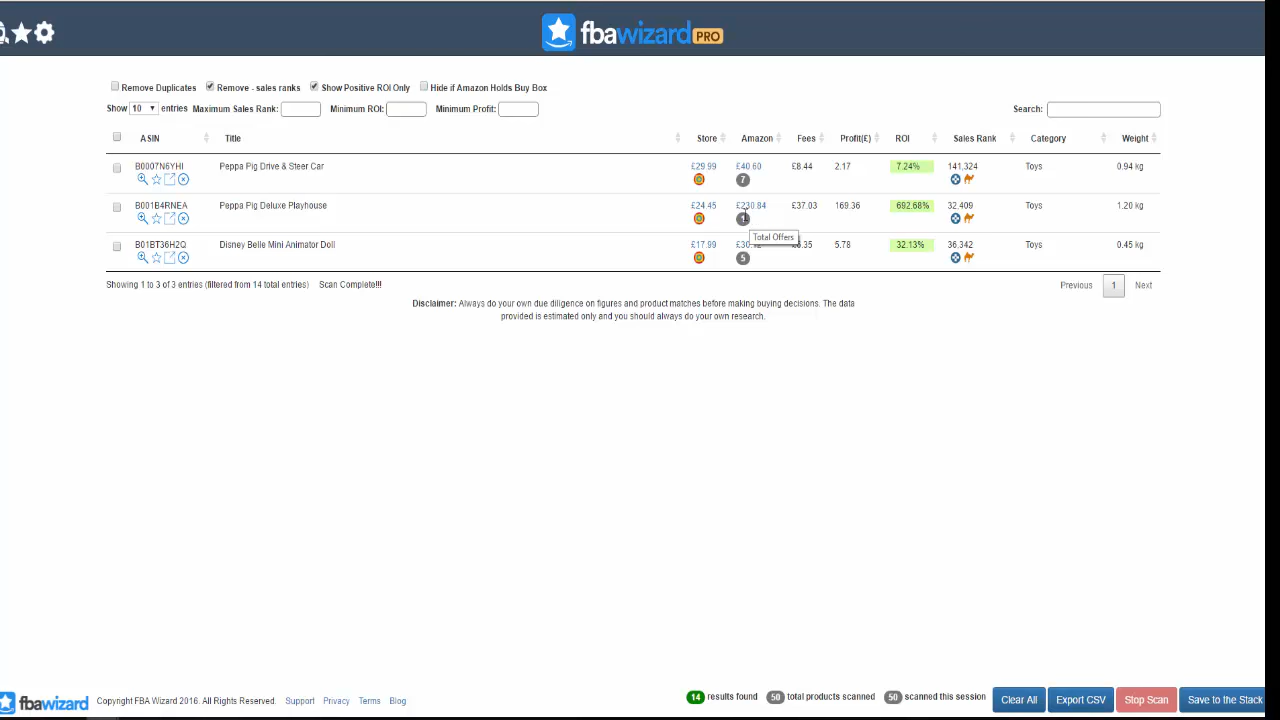 fbawizard PRO
Remove Duplicates Remove - sales ranks Show Positive ROI Only Hide if Amazon Holds Buy Box
Show 10 entries Maximum Sales Rank: Minimum ROI: Minimum Profit: Search:
ASIN Title Store Amazon Fees Profit(£) ROI Sales Rank Category Weight
B0007N6YHI Peppa Pig Drive & Steer Car £29.99 £40.60 £8.44 2.17 7.24% 141,324 Toys 0.94 kg
7
B001B4RNEA Peppa Pig Deluxe Playhouse £24.45 £230.84 £37.03 169.36 692.68% 32,409 Toys 1.20 kg
Total Offers
B01BT36H2Q Disney Belle Mini Animator Doll £17.99 5.78 32.13% 36,342 Toys 0.45 kg
5
Showing 1 to 3 of 3 entries (filtered from 14 total entries) Scan Complete!!! Previous 1 Next
Disclaimer: Always do your own due diligence on figures and product matches before making buying decisions. The data
provided is estimated only and you should always do your own research.
fbawizard Copyright FBA Wizard 2016. All Rights Reserved. Support Privacy Terms Blog 14 results found 50 total products scanned 50 scanned this session Clear All Export CSV Stop Scan Save to the Stack